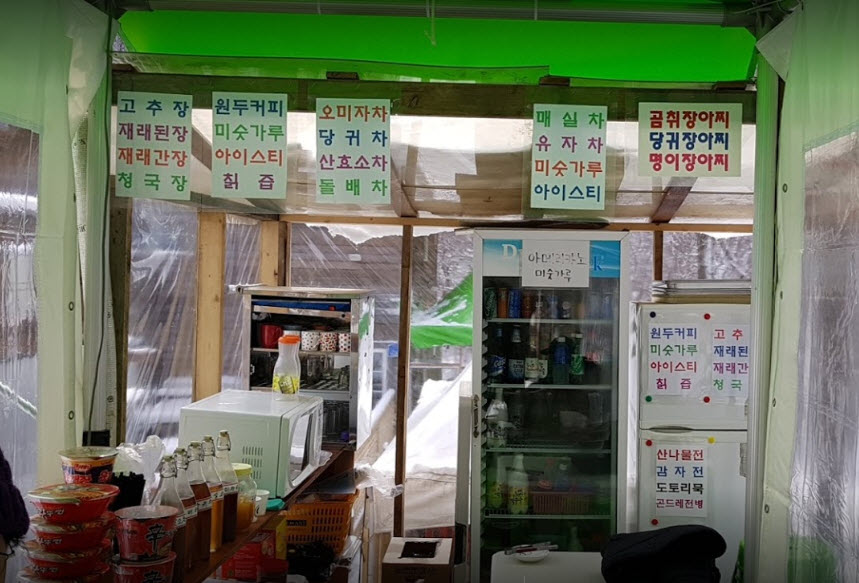 고추장
재래된장
재래간장
청국장
원두커피
미숫가루
아이스티
칡즙
오미자차
당귀차
산효소차
돌배차
매실차
유자차
미숫가루
아이스티
곰취장아찌
당귀장아찌
명이장아찌
아메리카노
미숫가루
원두커피
미숫가루
아이스티
칡즙
고추
재래된
재래간
청국
산나물전
감자전
도토리묵
곤드레전병
辛